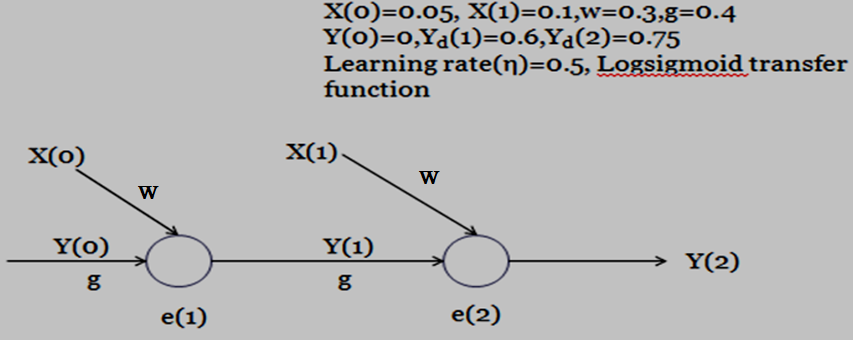 X(0)=0.05, X(1)=0.1,w=0.3,g=0.4
Y(0)=0,Yd(1)=0.6,Yd(2)=0.75
Learning rate(η)=0.5, Logsigmoid transfer
function
X(0)
X(1)
w
w
Y(0)
Y(1)
Y(2)
g
g
e(1)
e(2)